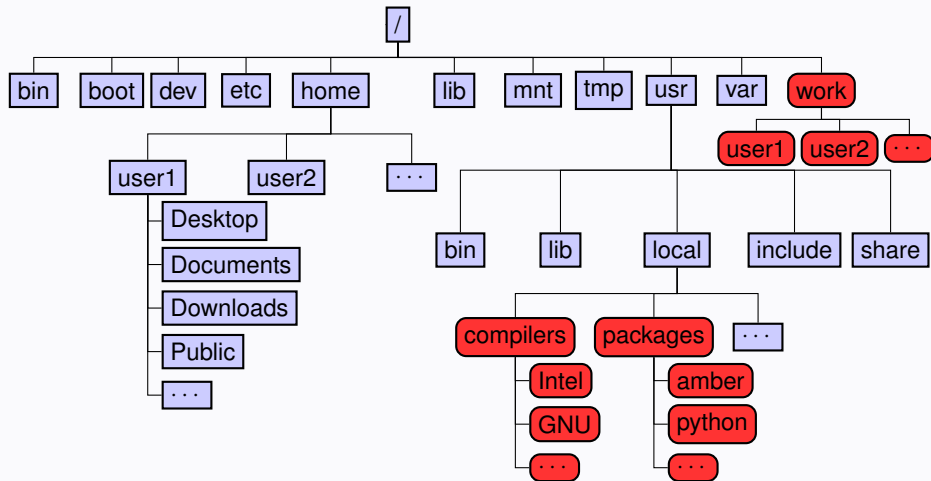 /
bin boot dev etc home lib mnt tmp usr var work
user1 user2 · · ·
user1 user2 · · ·
Desktop
bin lib local include share
Documents
Downloads
compilers packages · · ·
Public
Intel amber
· · ·
GNU python
· · · · · ·